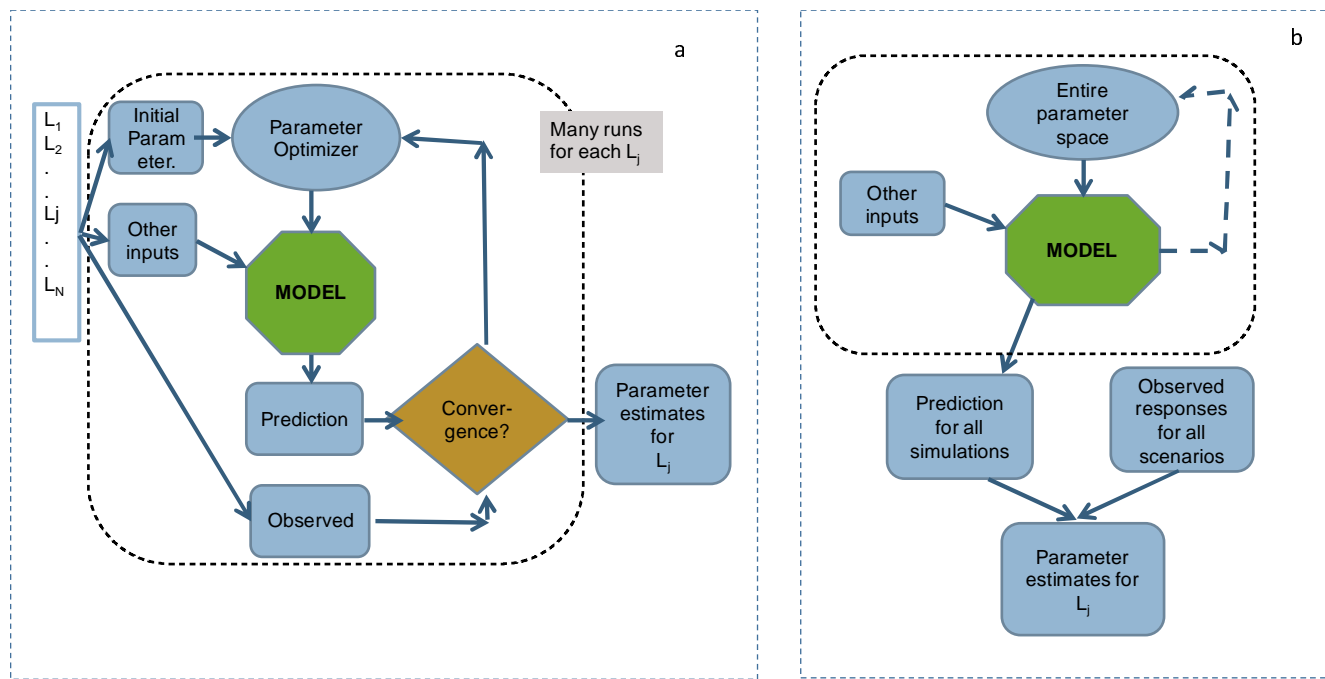 a
L1
L2
.
.
Lj
.
.
LN
Initial
Param
eter.
Parameter
Optimizer
Many runs
for each Lj
Other
inputs
MODEL
Prediction
Conver-
gence?
Parameter
estimates
for
Lj
Observed
b
Entire
parameter
space
Other
inputs
MODEL
Prediction
for all
simulations
Observed
responses
for all
scenarios
Parameter
estimates for
Lj